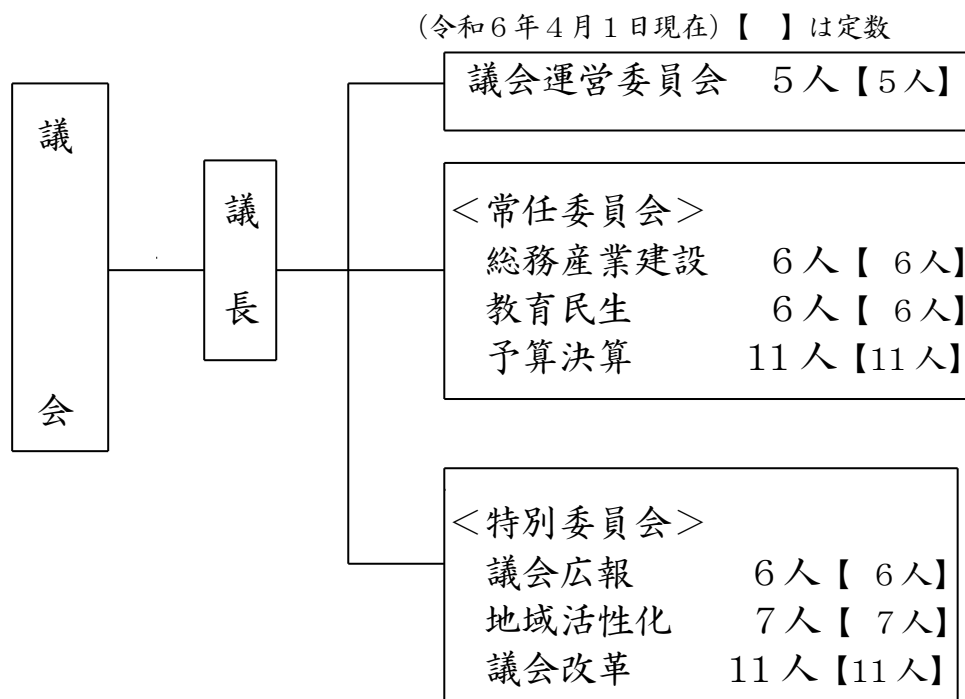 (令和６年４月１日現在)【　】は定数
議会
議長
議会運営委員会　５人【５人】
＜常任委員会＞
総務産業建設　６人【 ６人】
教育民生　６人【 ６人】
予算決算　11人【11人】
＜特別委員会＞
議会広報　６人【 ６人】
地域活性化　７人【 ７人】
議会改革　11人【11人】